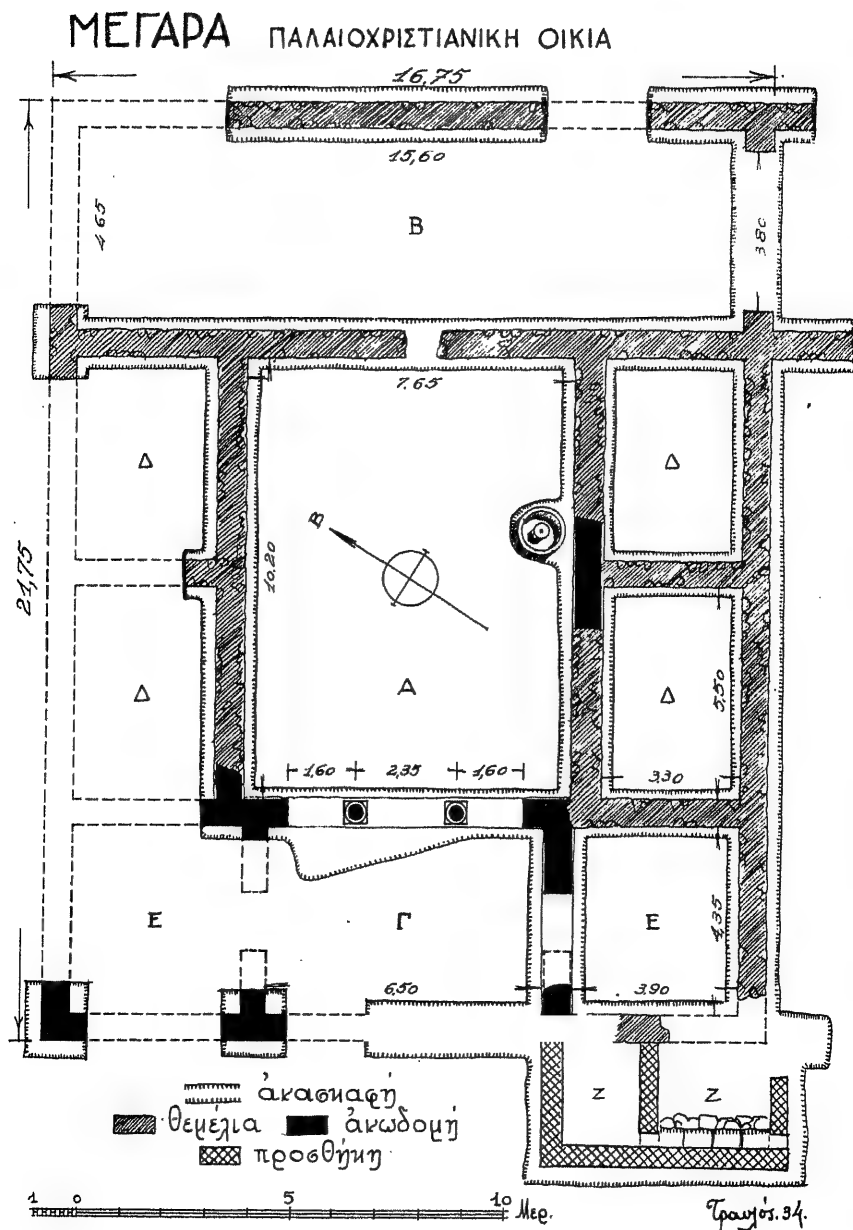 ΜΕΓΑΡΑ ΠΑΛΑΙΟΧΡΙΣΤΙΑΝΙΚΗ ΟΙΚΙΑ
16,75
15,60
4 65
Β
3 80
7.65
Δ
Δ
Β
10.20
21,75
Α
Δ
Δ
5,50
1,60 2,35 1,60
3.30
Ε
Γ
Ε
4,35
6,50
3.90
Ζ
Ζ
ἀνασκαφή
θεμέλια ἀνωδομή
προσθήκη
1 0 5 10 Μερ.
Τραυλός. 34.